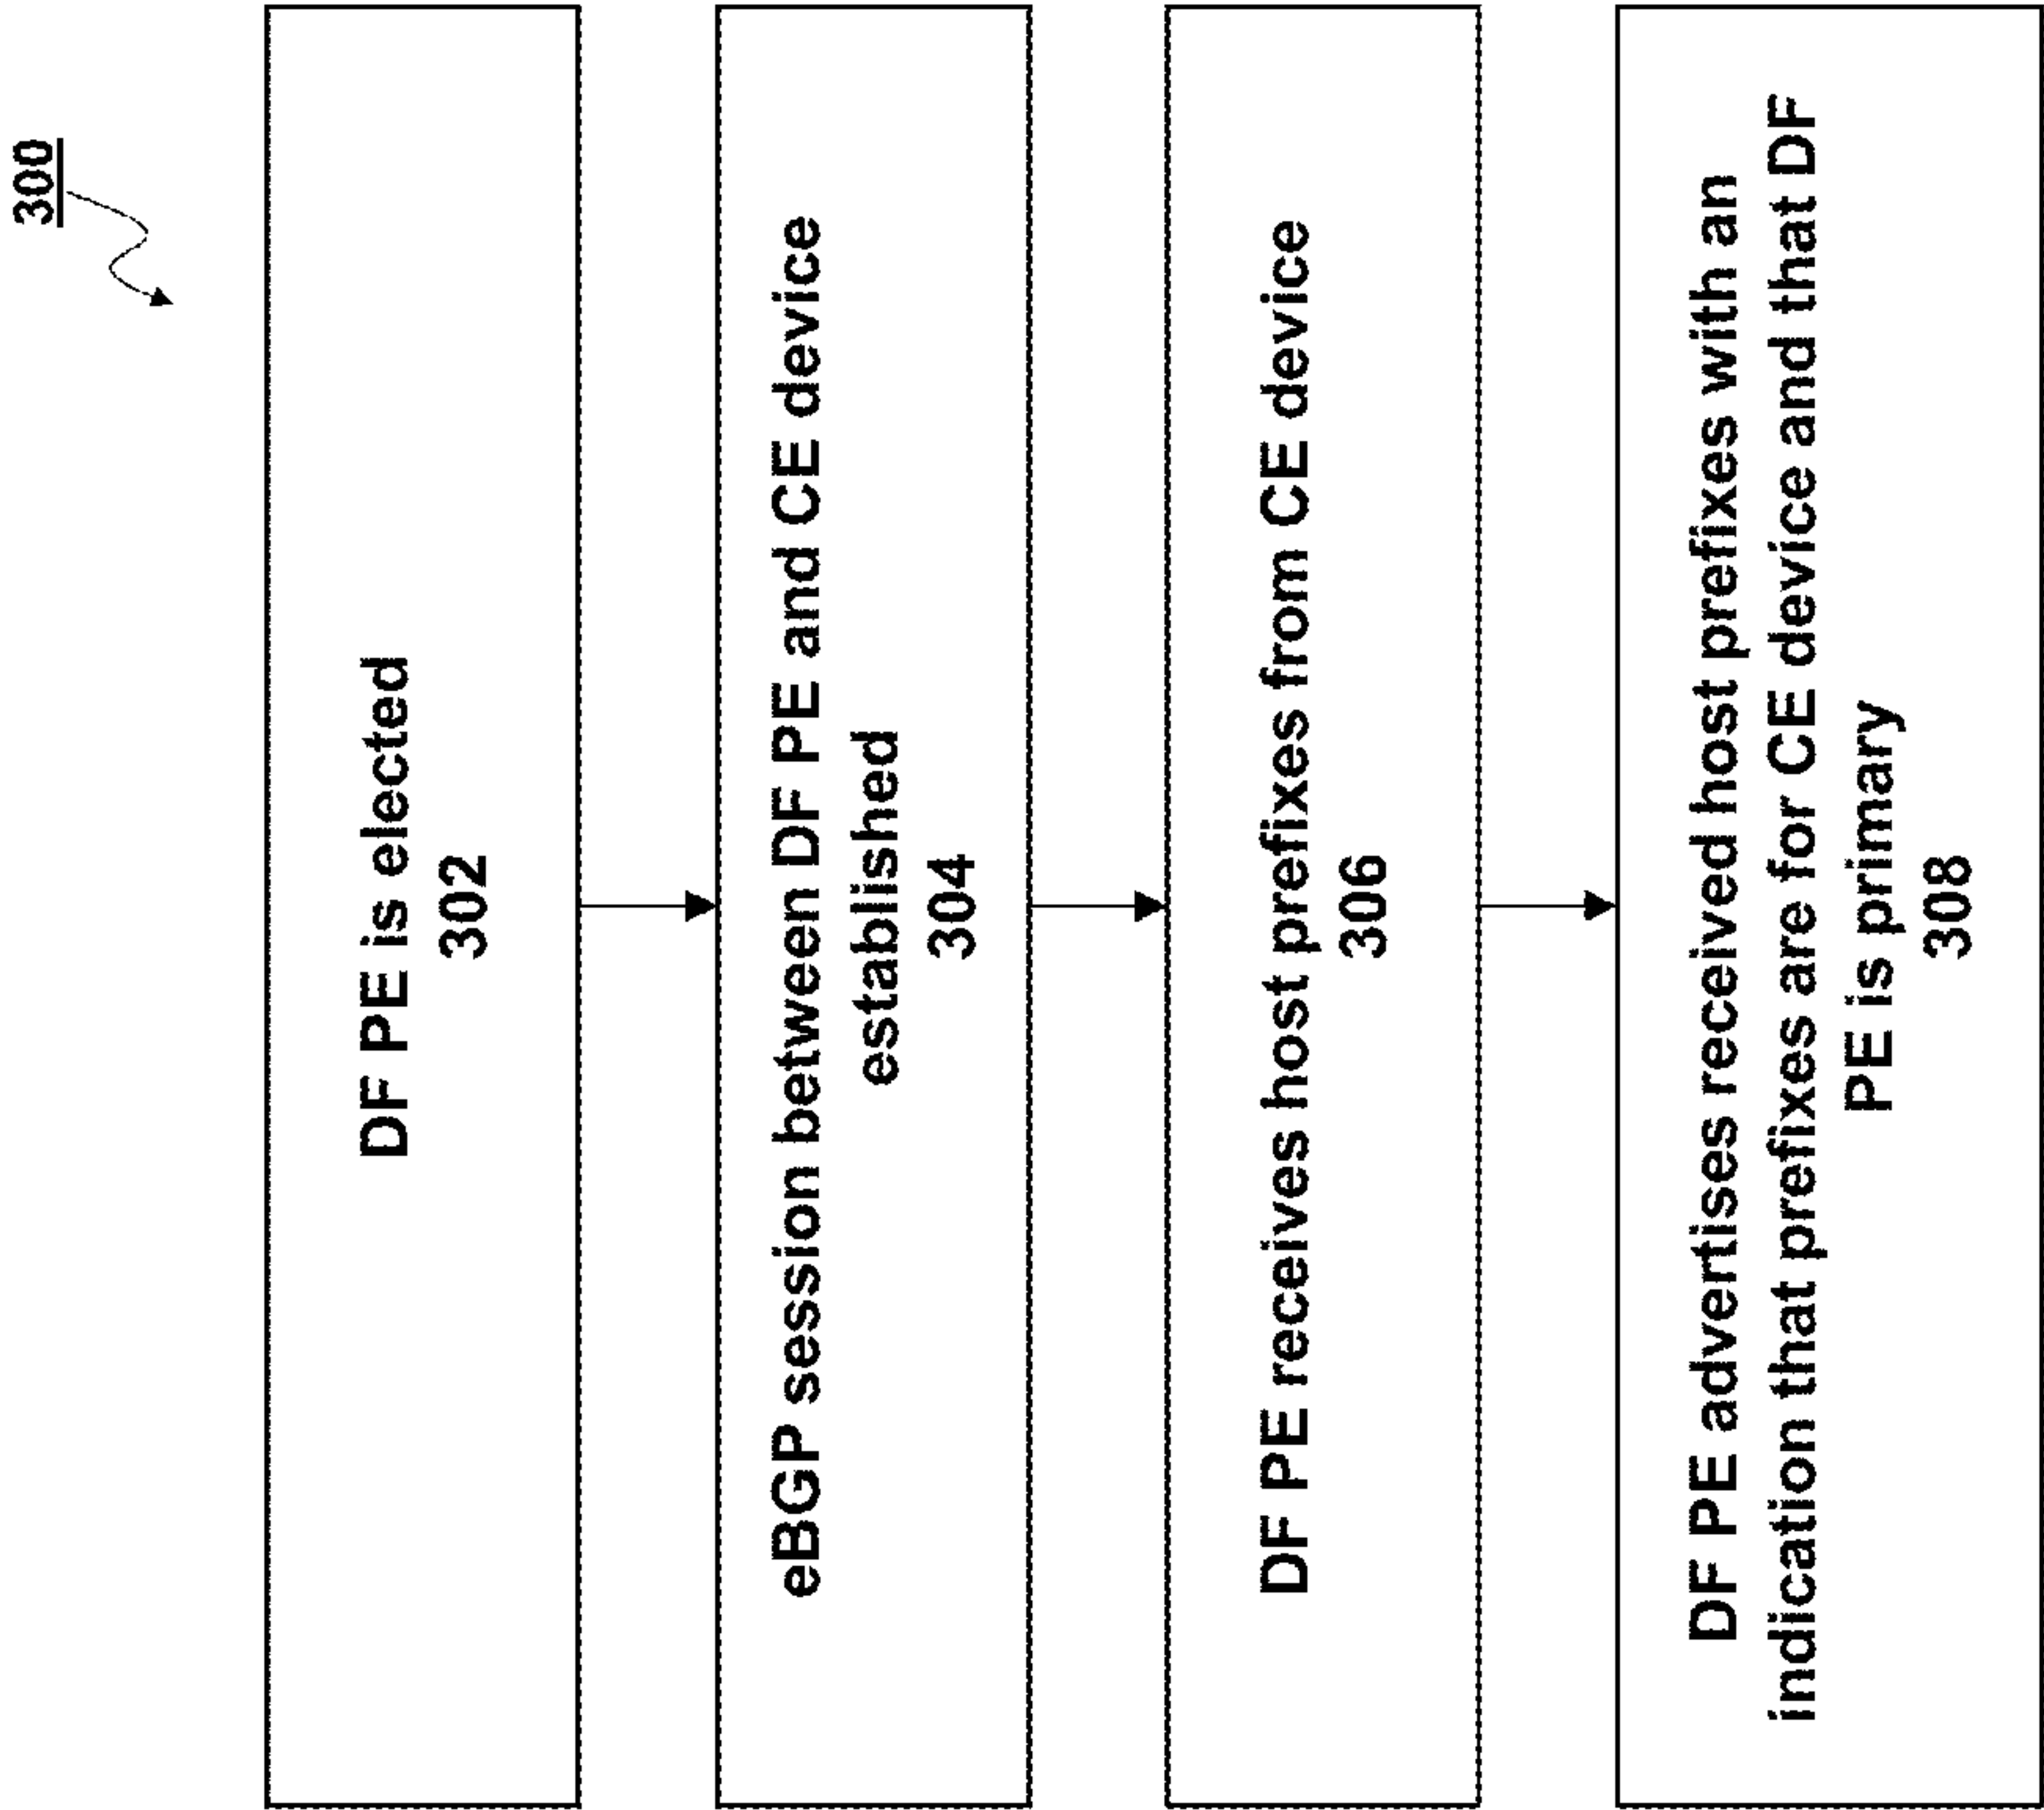 300
DF PE is elected
302
eBGP session between DF PE and CE device
established
304
DF PE receives host prefixes from CE device
306
DF PE advertises received host prefixes with an
indication that prefixes are for CE device and that DF
PE is primary
308